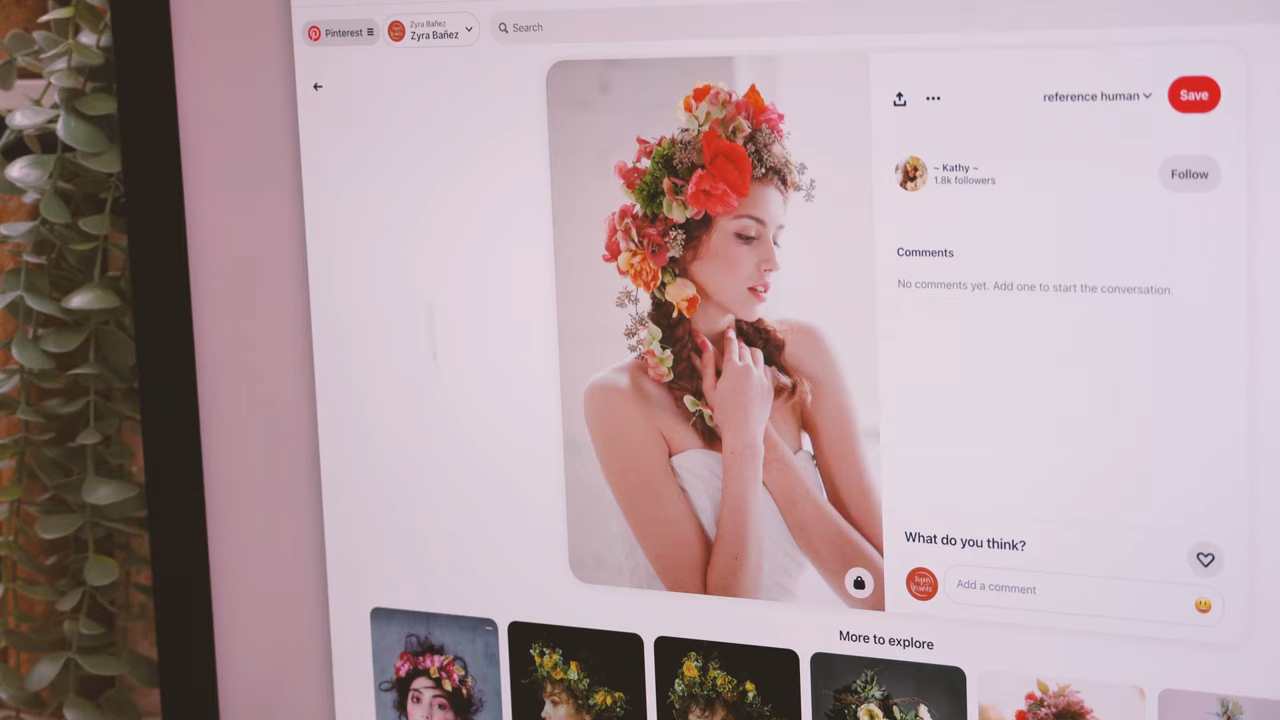 Pinterest
Zyra Bañez
Zyra Bañez
Search
reference human
Save
~ Kathy ~
1.8k followers
Follow
Comments
No comments yet. Add one to start the conversation.
What do you think?
Add a comment
More to explore